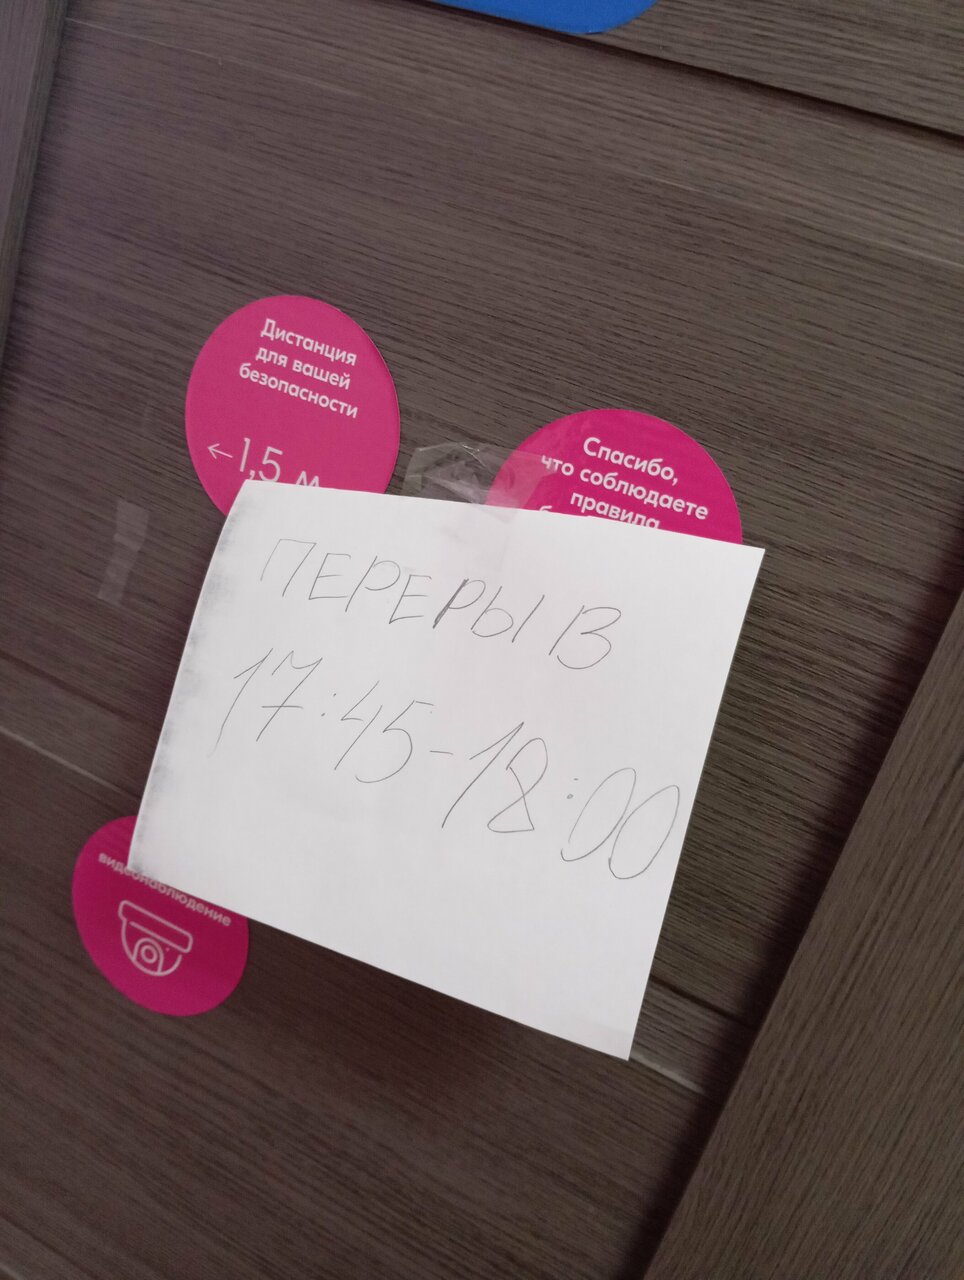 Дистанция
для вашей
безопасности
←1,5 м
Спасибо,
что соблюдаете
правила
ПЕРЕРЫВ
17:45-18:00
видеонаблюдение